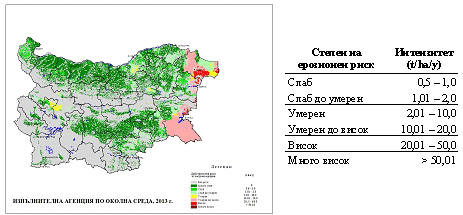 Легенда
ИЗПЪЛНИТЕЛНА АГЕНЦИЯ ПО ОКОЛНА СРЕДА, 2013 г.
Степен на ерозионен риск Интензитет (t/ha/y)
Слаб 0,5 – 1,0
Слаб до умерен 1,01 – 2,0
Умерен 2,01 – 10,0
Умерен до висок 10,01 – 20,0
Висок 20,01 – 50,0
Много висок > 50,01